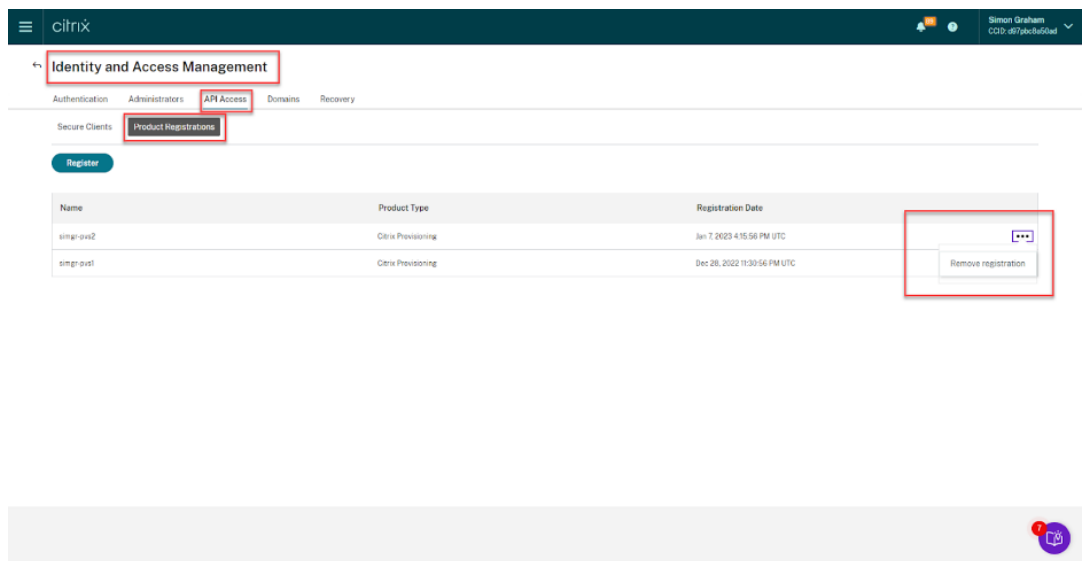 citrix
Simon Graham
CCID: d97pbc8a50ad
Identity and Access Management
Authentication Administrators API Access Domains Recovery
Secure Clients Product Registrations
Register
Name Product Type Registration Date
simgr-pvs2 Citrix Provisioning Jan 7, 2023 4:15:56 PM UTC
simgr-pvs1 Citrix Provisioning Dec 28, 2022 11:30:56 PM UTC
Remove registration
7